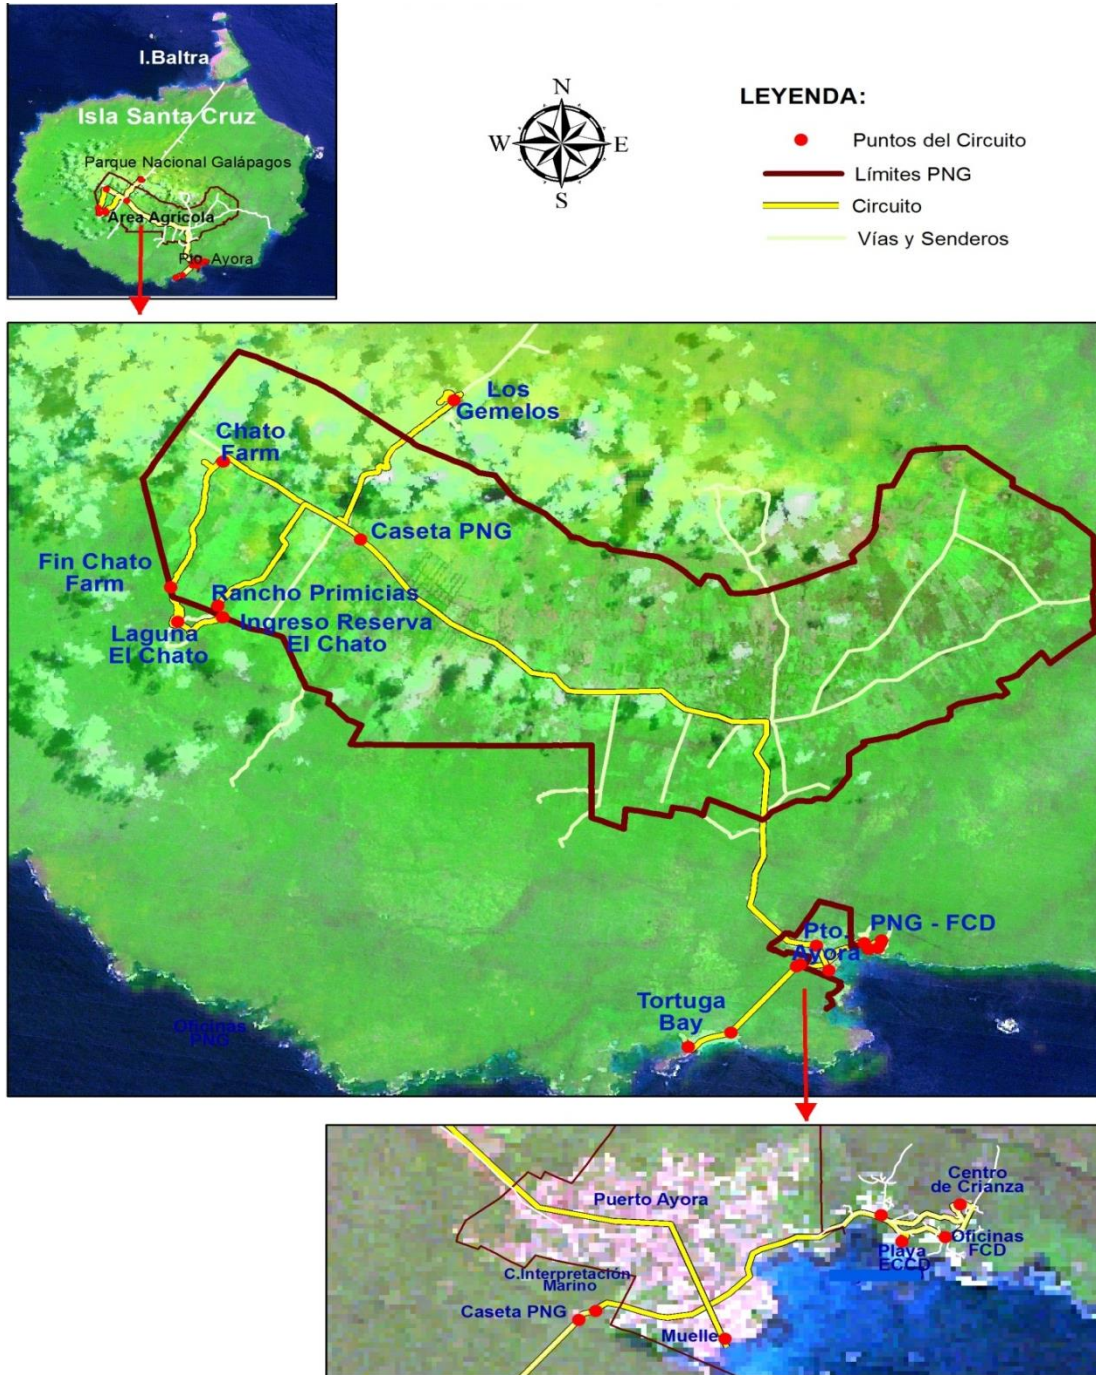 I.Baltra
Isla Santa Cruz
Parque Nacional Galápagos
Area Agrícola
Pto. Ayora
N
W
E
S
LEYENDA:
Puntos del Circuito
Límites PNG
Circuito
Vías y Senderos
Los
Gemelos
Chato
Farm
Caseta PNG
Fin Chato
Farm
Rancho Primicias
Ingreso Reserva
El Chato
Laguna
El Chato
PNG - FCD
Pto.
Ayora
Tortuga
Bay
Oficinas
PNG
Centro
de Crianza
Puerto Ayora
Oficinas
FCD
Playa
ECCD
C.Interpretación
Marino
Caseta PNG
Muelle